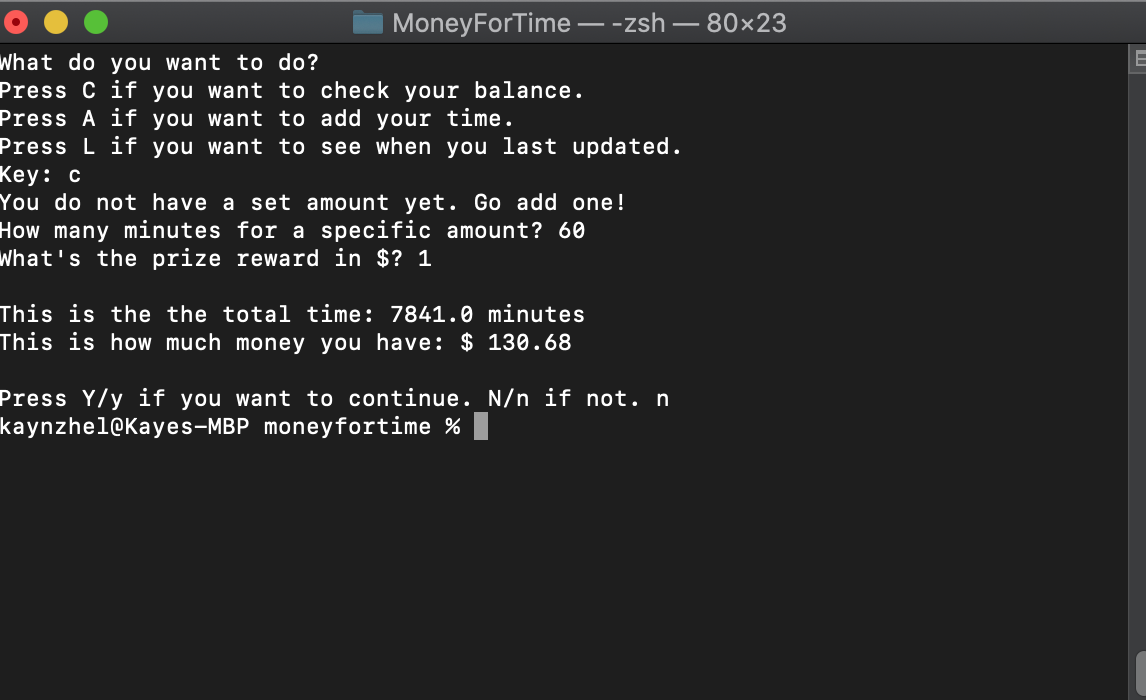 MoneyForTime — -zsh — 80×23
What do you want to do?
Press C if you want to check your balance.
Press A if you want to add your time.
Press L if you want to see when you last updated.
Key: c
You do not have a set amount yet. Go add one!
How many minutes for a specific amount? 60
What's the prize reward in $? 1
This is the the total time: 7841.0 minutes
This is how much money you have: $ 130.68
Press Y/y if you want to continue. N/n if not. n
kaynzhel@Kayes-MBP moneyfortime %